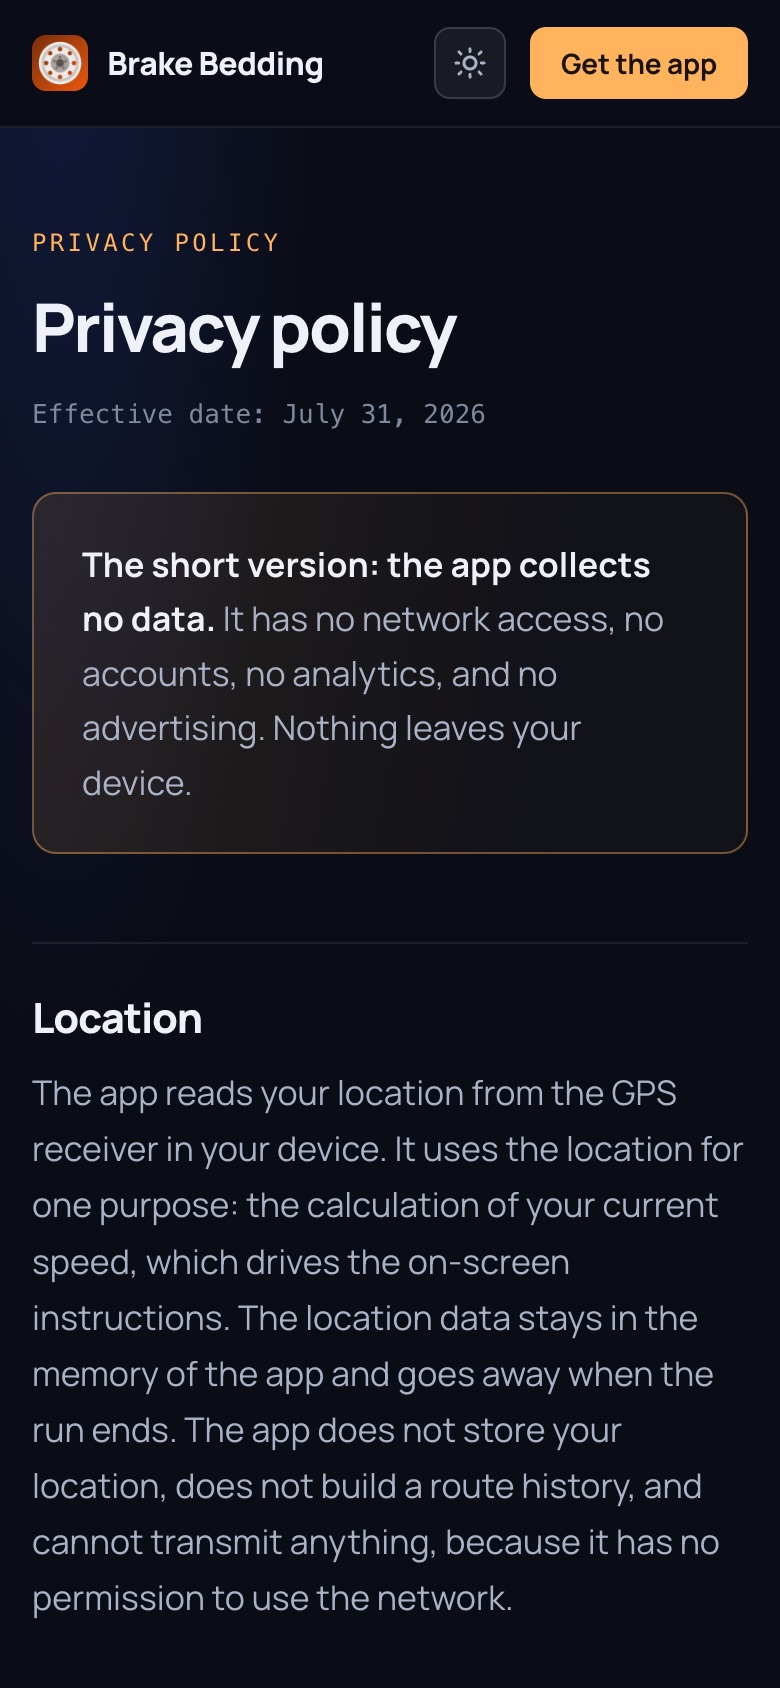 Brake Bedding
Get the app
PRIVACY POLICY
Privacy policy
Effective date: July 31, 2026
The short version: the app collects
no data. It has no network access, no
accounts, no analytics, and no
advertising. Nothing leaves your
device.
Location
The app reads your location from the GPS
receiver in your device. It uses the location for
one purpose: the calculation of your current
speed, which drives the on-screen
instructions. The location data stays in the
memory of the app and goes away when the
run ends. The app does not store your
location, does not build a route history, and
cannot transmit anything, because it has no
permission to use the network.